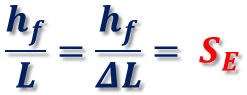 h_f / L = h_f / ΔL = S_E